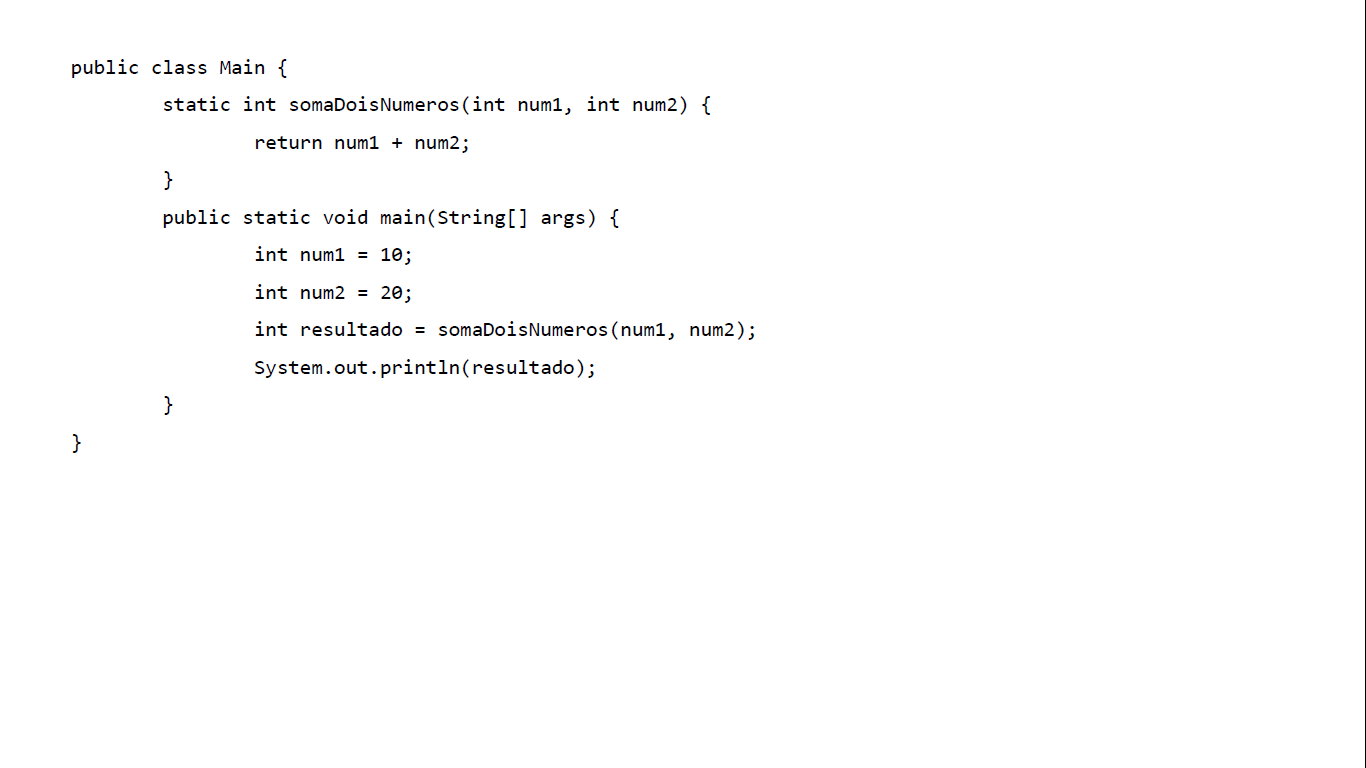 public class Main {
static int somaDoisNumeros(int num1, int num2) {
return num1 + num2;
}
public static void main(String[] args) {
int num1 = 10;
int num2 = 20;
int resultado = somaDoisNumeros(num1, num2);
System.out.println(resultado);
}
}